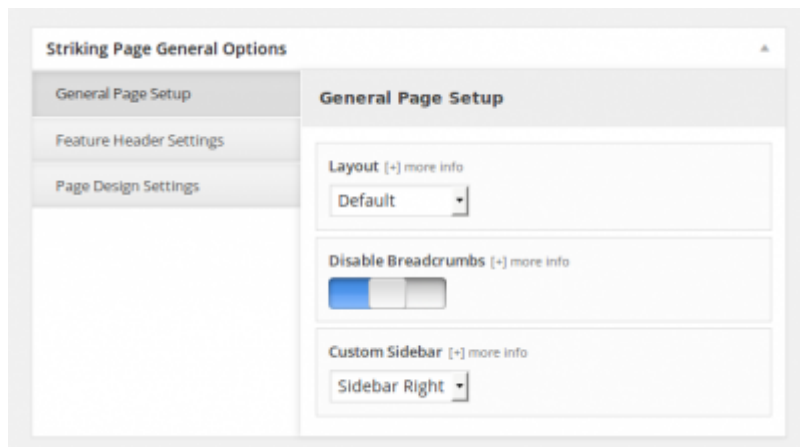 Striking Page General Options
General Page Setup
Feature Header Settings
Page Design Settings
General Page Setup
Layout [+] more info
Default
Disable Breadcrumbs [+] more info
Custom Sidebar [+] more info
Sidebar Right